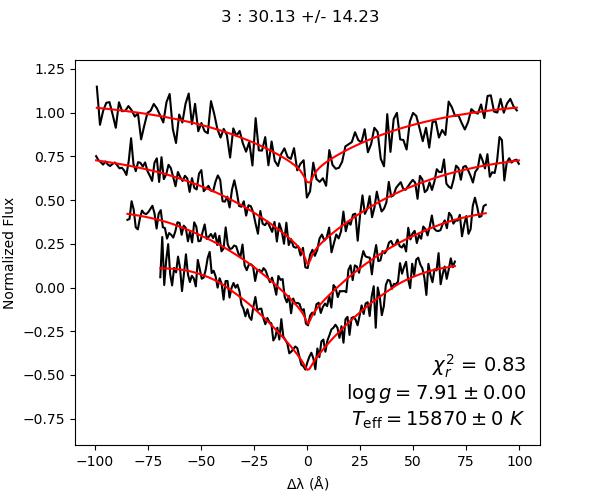 3 : 30.13 +/- 14.23
1.25
1.00
0.75
0.50
0.25
0.00
−0.25
−0.50
−0.75
Normalized Flux
χ²ᵣ = 0.83
log g = 7.91 ± 0.00
T_eff = 15870 ± 0 K
−100 −75 −50 −25 0 25 50 75 100
Δλ (Å)